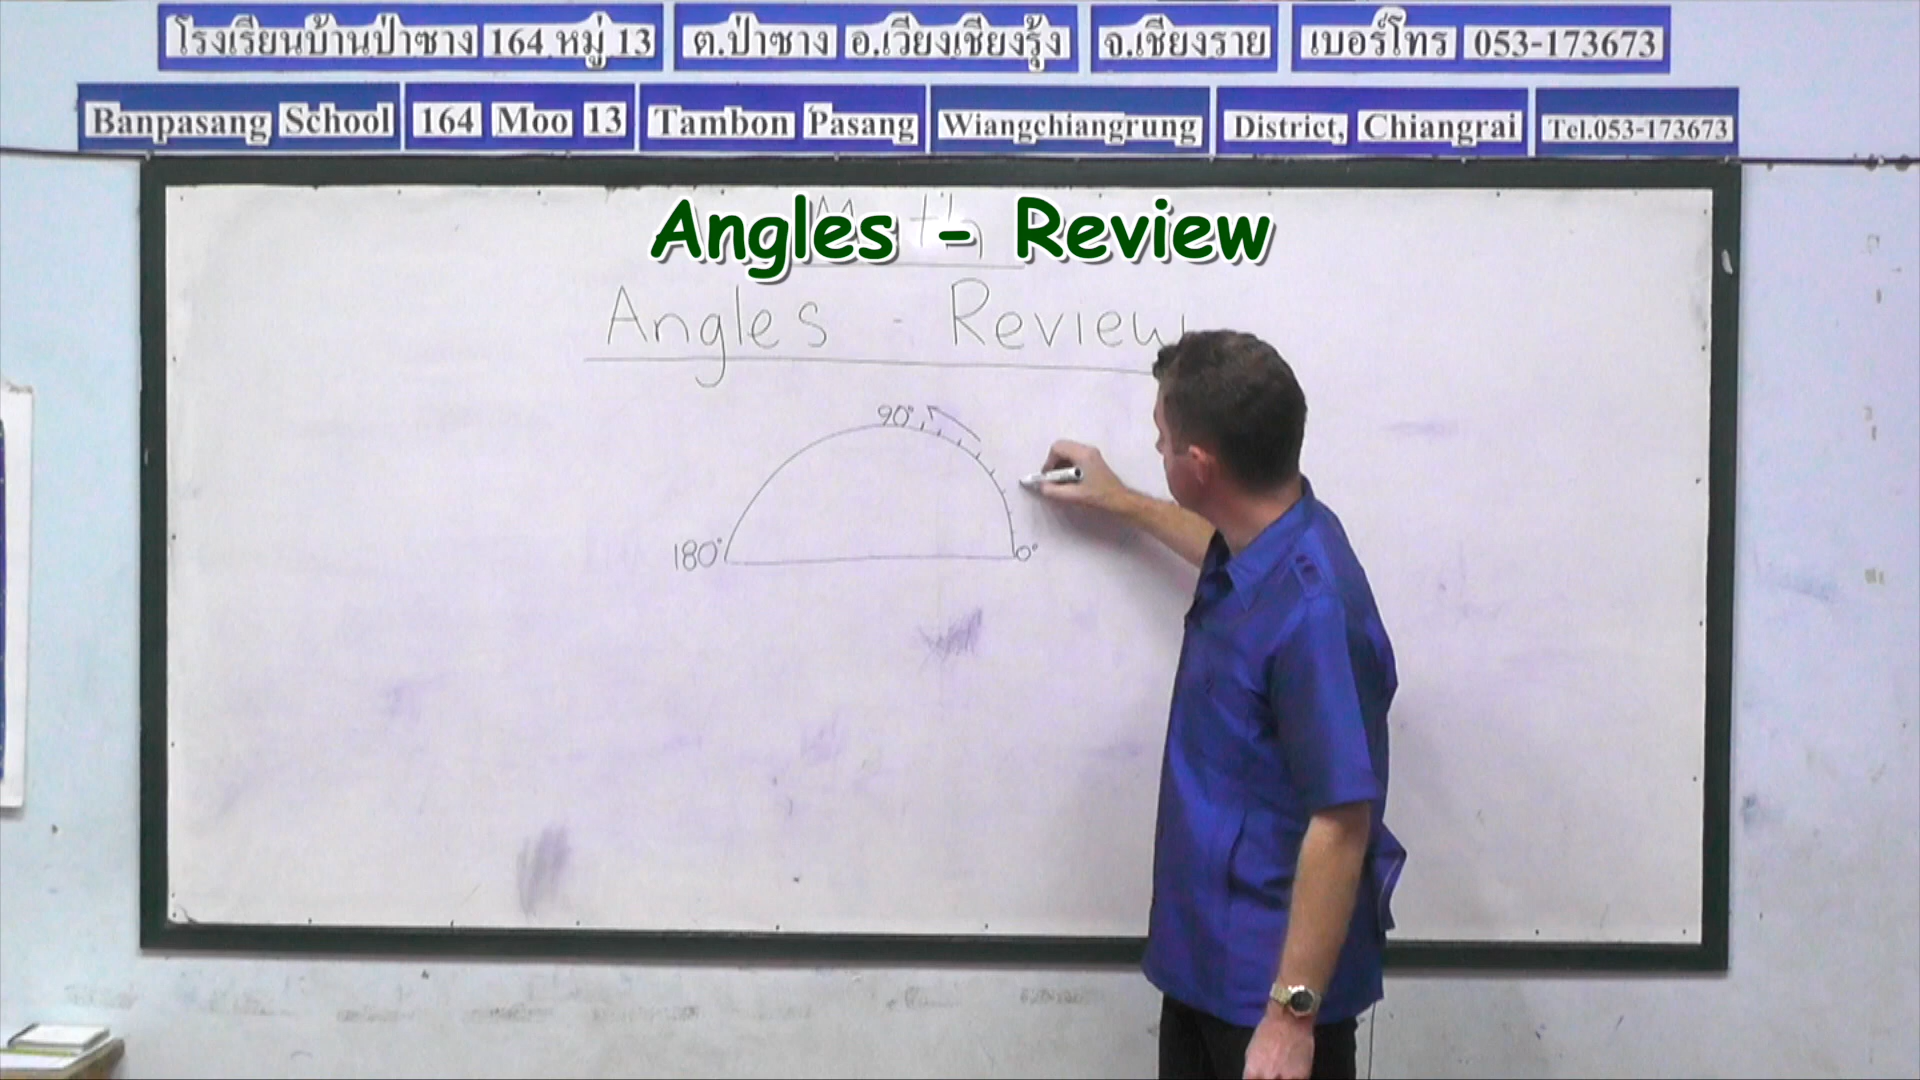 โรงเรียนบ้านป่าซาง 164 หมู่ 13 ต.ป่าซาง อ.เวียงเชียงรุ้ง จ.เชียงราย เบอร์โทร 053-173673
Banpasang School 164 Moo 13 Tambon Pasang Wiangchiangrung District, Chiangrai Tel.053-173673
Angles - Review
Math
Angles - Review
90°
180° 0°